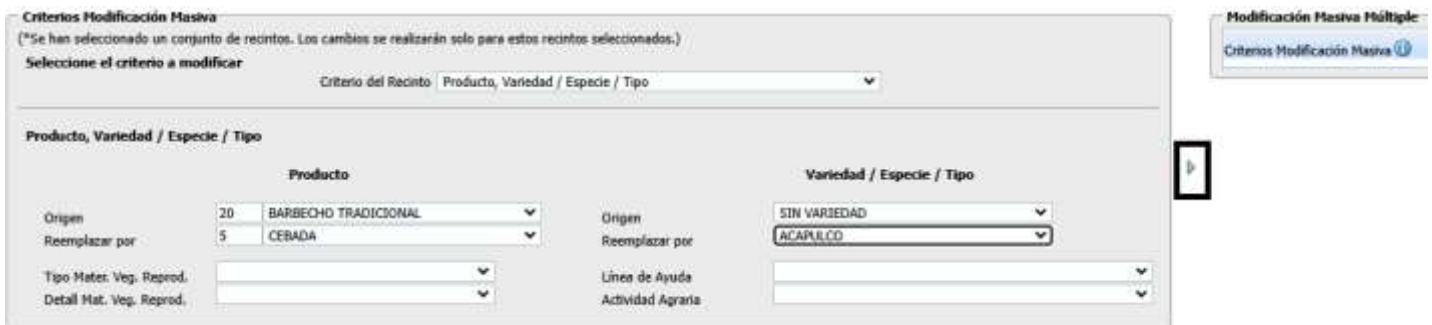 Criterios Modificación Masiva
(*Se han seleccionado un conjunto de recintos. Los cambios se realizarán solo para estos recintos seleccionados.)
Seleccione el criterio a modificar
Criterio del Recinto Producto, Variedad / Especie / Tipo
Producto, Variedad / Especie / Tipo
Producto
Origen 20 BARBECHO TRADICIONAL
Reemplazar por 5 CEBADA
Tipo Mater. Veg. Reprod.
Detall Mat. Veg. Reprod.
Variedad / Especie / Tipo
Origen SIN VARIEDAD
Reemplazar por ACAPULCO
Línea de Ayuda
Actividad Agraria
Modificación Masiva Múltiple
Criterios Modificación Masiva